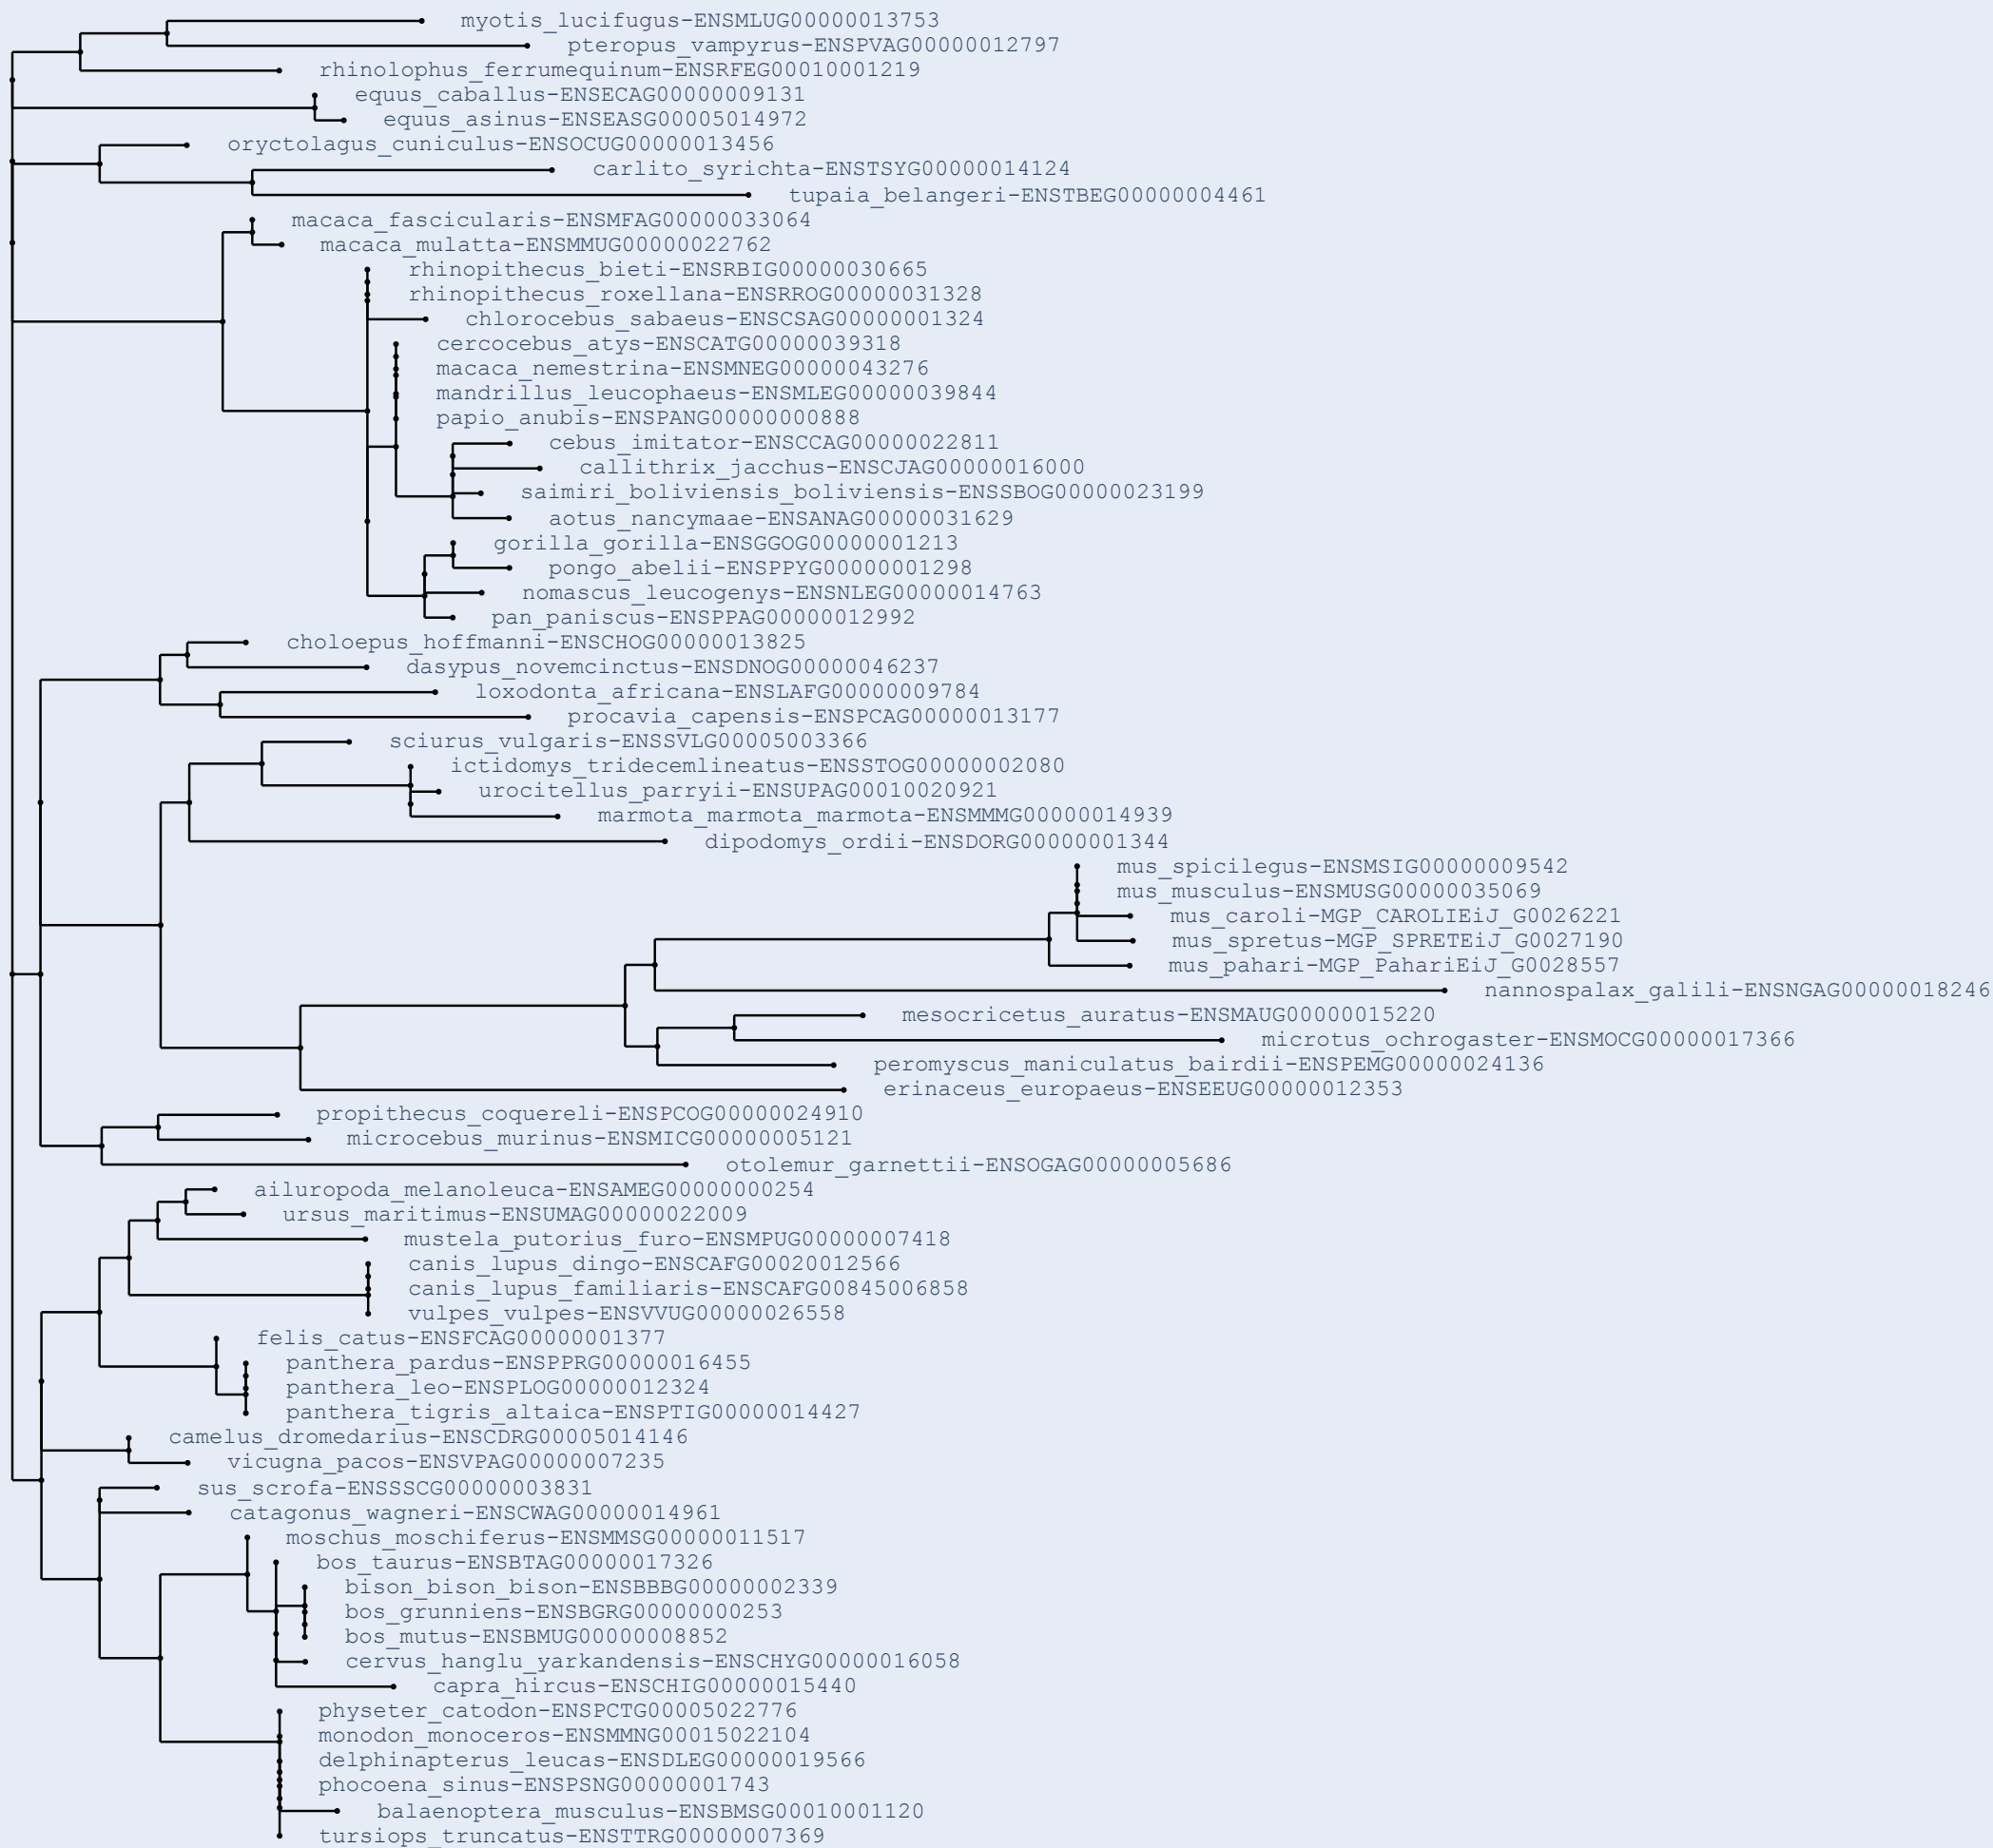 myotis_lucifugus-ENSMLUG00000013753
pteropus_vampyrus-ENSPVAG00000012797
rhinolophus_ferrumequinum-ENSRFEG00010001219
equus_caballus-ENSECAG00000009131
equus_asinus-ENSEASG00005014972
oryctolagus_cuniculus-ENSOCUG00000013456
carlito_syrichta-ENSTSYG00000014124
tupaia_belangeri-ENSTBEG00000004461
macaca_fascicularis-ENSMFAG00000033064
macaca_mulatta-ENSMMUG00000022762
rhinopithecus_bieti-ENSRBIG00000030665
rhinopithecus_roxellana-ENSRROG00000031328
chlorocebus_sabaeus-ENSCSAG00000001324
cercocebus_atys-ENSCATG00000039318
macaca_nemestrina-ENSMNEG00000043276
mandrillus_leucophaeus-ENSMLEG00000039844
papio_anubis-ENSPANG00000000888
cebus_imitator-ENSCCAG00000022811
callithrix_jacchus-ENSCJAG00000016000
saimiri_boliviensis_boliviensis-ENSSBOG00000023199
aotus_nancymaae-ENSANAG00000031629
gorilla_gorilla-ENSGGOG00000001213
pongo_abelii-ENSPPYG00000001298
nomascus_leucogenys-ENSNLEG00000014763
pan_paniscus-ENSPPAG00000012992
choloepus_hoffmanni-ENSCHOG00000013825
dasypus_novemcinctus-ENSDNOG00000046237
loxodonta_africana-ENSLAFG00000009784
procavia_capensis-ENSPCAG00000013177
sciurus_vulgaris-ENSSVLG00005003366
ictidomys_tridecemlineatus-ENSSTOG00000002080
urocitellus_parryii-ENSUPAG00010020921
marmota_marmota_marmota-ENSMMMG00000014939
dipodomys_ordii-ENSDORG00000001344
mus_spicilegus-ENSMSIG00000009542
mus_musculus-ENSMUSG00000035069
mus_caroli-MGP_CAROLIEiJ_G0026221
mus_spretus-MGP_SPRETEiJ_G0027190
mus_pahari-MGP_PahariEiJ_G0028557
nannospalax_galili-ENSNGAG00000018246
mesocricetus_auratus-ENSMAUG00000015220
microtus_ochrogaster-ENSMOCG00000017366
peromyscus_maniculatus_bairdii-ENSPEMG00000024136
erinaceus_europaeus-ENSEEUG00000012353
propithecus_coquereli-ENSPCOG00000024910
microcebus_murinus-ENSMICG00000005121
otolemur_garnettii-ENSOGAG00000005686
ailuropoda_melanoleuca-ENSAMEG00000000254
ursus_maritimus-ENSUMAG00000022009
mustela_putorius_furo-ENSMPUG00000007418
canis_lupus_dingo-ENSCAFG00020012566
canis_lupus_familiaris-ENSCAFG00845006858
vulpes_vulpes-ENSVVUG00000026558
felis_catus-ENSFCAG00000001377
panthera_pardus-ENSPPRG00000016455
panthera_leo-ENSPLOG00000012324
panthera_tigris_altaica-ENSPTIG00000014427
camelus_dromedarius-ENSCDRG00005014146
vicugna_pacos-ENSVPAG00000007235
sus_scrofa-ENSSSCG00000003831
catagonus_wagneri-ENSCWAG00000014961
moschus_moschiferus-ENSMMSG00000011517
bos_taurus-ENSBTAG00000017326
bison_bison_bison-ENSBBBG00000002339
bos_grunniens-ENSBGRG00000000253
bos_mutus-ENSBMUG00000008852
cervus_hanglu_yarkandensis-ENSCHYG00000016058
capra_hircus-ENSCHIG00000015440
physeter_catodon-ENSPCTG00005022776
monodon_monoceros-ENSMMNG00015022104
delphinapterus_leucas-ENSDLEG00000019566
phocoena_sinus-ENSPSNG00000001743
balaenoptera_musculus-ENSBMSG00010001120
tursiops_truncatus-ENSTTRG00000007369